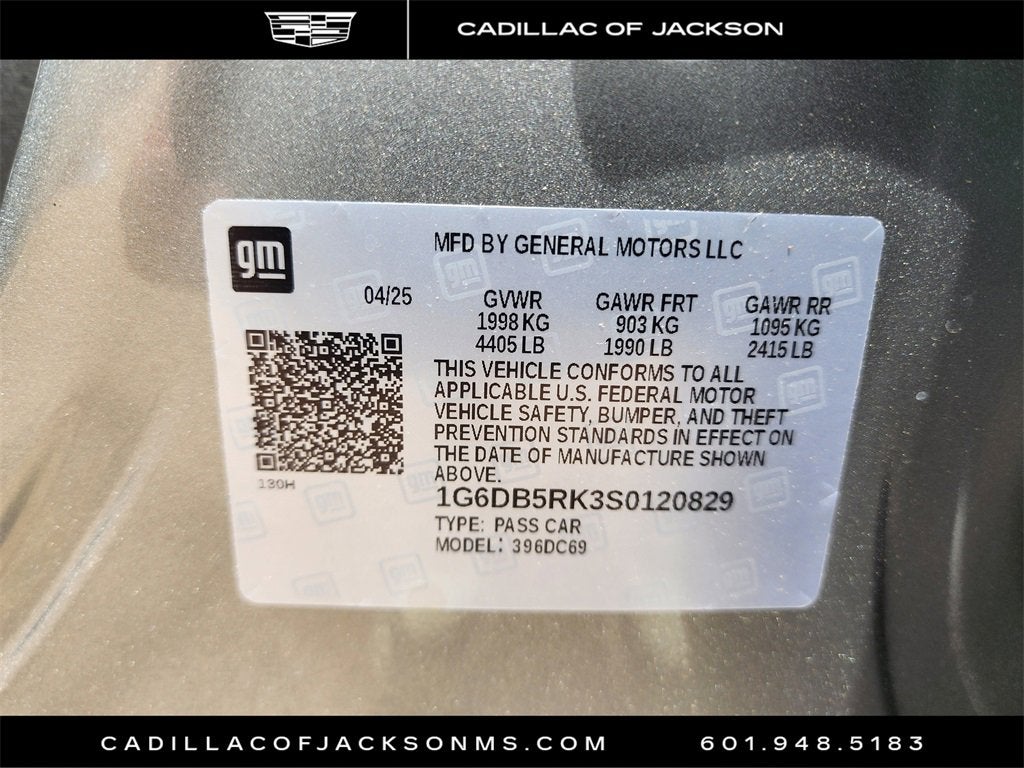 CADILLAC OF JACKSON
gm
MFD BY GENERAL MOTORS LLC
04/25 GVWR GAWR FRT GAWR RR
1998 KG 903 KG 1095 KG
4405 LB 1990 LB 2415 LB
THIS VEHICLE CONFORMS TO ALL
APPLICABLE U.S. FEDERAL MOTOR
VEHICLE SAFETY, BUMPER, AND THEFT
PREVENTION STANDARDS IN EFFECT ON
THE DATE OF MANUFACTURE SHOWN
ABOVE.
130H
1G6DB5RK3S0120829
TYPE: PASS CAR
MODEL: 396DC69
CADILLACOFJACKSONMS.COM 601.948.5183